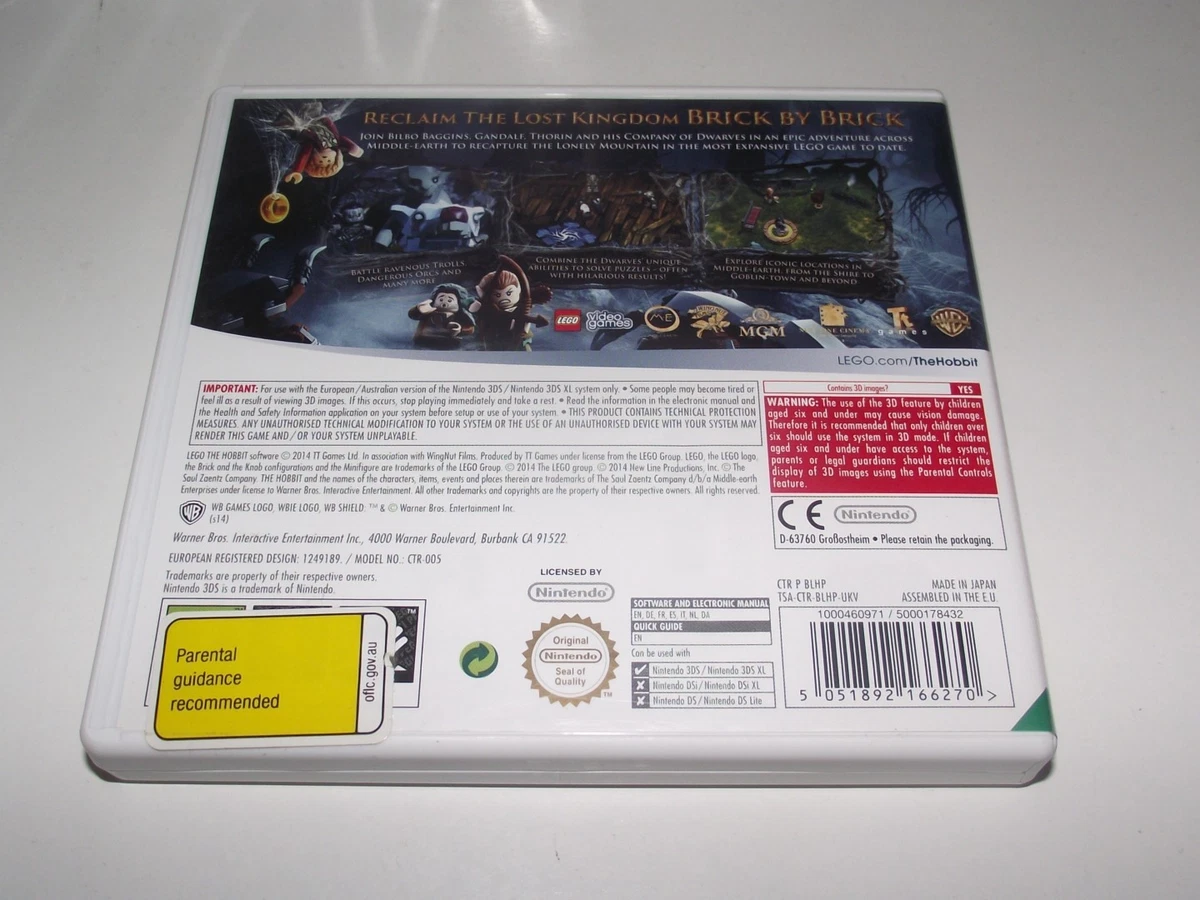 RECLAIM THE LOST KINGDOM BRICK BY BRICK
JOIN BILBO BAGGINS, GANDALF, THORIN AND HIS COMPANY OF DWARVES IN AN EPIC ADVENTURE ACROSS
MIDDLE-EARTH TO RECAPTURE THE LONELY MOUNTAIN IN THE MOST EXPANSIVE LEGO GAME TO DATE.
BATTLE RAVENOUS TROLLS,
DANGEROUS ORCS AND
MANY MORE
COMBINE THE DWARVES' UNIQUE
ABILITIES TO SOLVE PUZZLES - OFTEN
WITH HILARIOUS RESULTS!
EXPLORE ICONIC LOCATIONS IN
MIDDLE-EARTH, FROM THE SHIRE TO
GOBLIN-TOWN AND BEYOND
LEGO video games
ME
MGM
TT games
WB
LEGO.com/TheHobbit
IMPORTANT: For use with the European/Australian version of the Nintendo 3DS/Nintendo 3DS XL system only. • Some people may become tired or
feel ill as a result of viewing 3D images. If this occurs, stop playing immediately and take a rest. • Read the information in the electronic manual and
the Health and Safety Information application on your system before setup or use of your system. • THIS PRODUCT CONTAINS TECHNICAL PROTECTION
MEASURES. ANY UNAUTHORISED TECHNICAL MODIFICATION TO YOUR SYSTEM OR THE USE OF AN UNAUTHORISED DEVICE WITH YOUR SYSTEM MAY
RENDER THIS GAME AND/OR YOUR SYSTEM UNPLAYABLE.
Contains 3D images? YES
WARNING: The use of the 3D feature by children
aged six and under may cause vision damage.
Therefore it is recommended that only children over
six should use the system in 3D mode. If children
aged six and under have access to the system,
parents or legal guardians should restrict the
display of 3D images using the Parental Controls
feature.
LEGO THE HOBBIT software © 2014 TT Games Ltd. In association with WingNut Films. Produced by TT Games under license from the LEGO Group. LEGO, the LEGO logo,
the Brick and the Knob configurations and the Minifigure are trademarks of the LEGO Group. © 2014 The LEGO group. © 2014 New Line Productions, Inc. © The
Saul Zaentz Company. THE HOBBIT and the names of the characters, items, events and places therein are trademarks of The Saul Zaentz Company d/b/a Middle-earth
Enterprises under license to Warner Bros. Interactive Entertainment. All other trademarks and copyrights are the property of their respective owners. All rights reserved.
WB GAMES LOGO, WBIE LOGO, WB SHIELD: ™ & © Warner Bros. Entertainment Inc.
(s14)
Warner Bros. Interactive Entertainment Inc., 4000 Warner Boulevard, Burbank CA 91522.
EUROPEAN REGISTERED DESIGN: 1249189. / MODEL NO.: CTR-005
Trademarks are property of their respective owners.
Nintendo 3DS is a trademark of Nintendo.
CE Nintendo
D-63760 Großostheim • Please retain the packaging.
LICENSED BY
Nintendo
Original
Nintendo
Seal of
Quality
TM
SOFTWARE AND ELECTRONIC MANUAL
EN, DE, FR, ES, IT, NL, DA
QUICK GUIDE
EN
Can be used with
Nintendo 3DS/Nintendo 3DS XL
Nintendo DSi/Nintendo DSi XL
Nintendo DS/Nintendo DS Lite
CTR P BLHP
TSA-CTR-BLHP-UKV
MADE IN JAPAN
ASSEMBLED IN THE E.U.
1000460971 / 5000178432
5 051892 166270 >
TM
Parental
guidance
recommended
oflc.gov.au